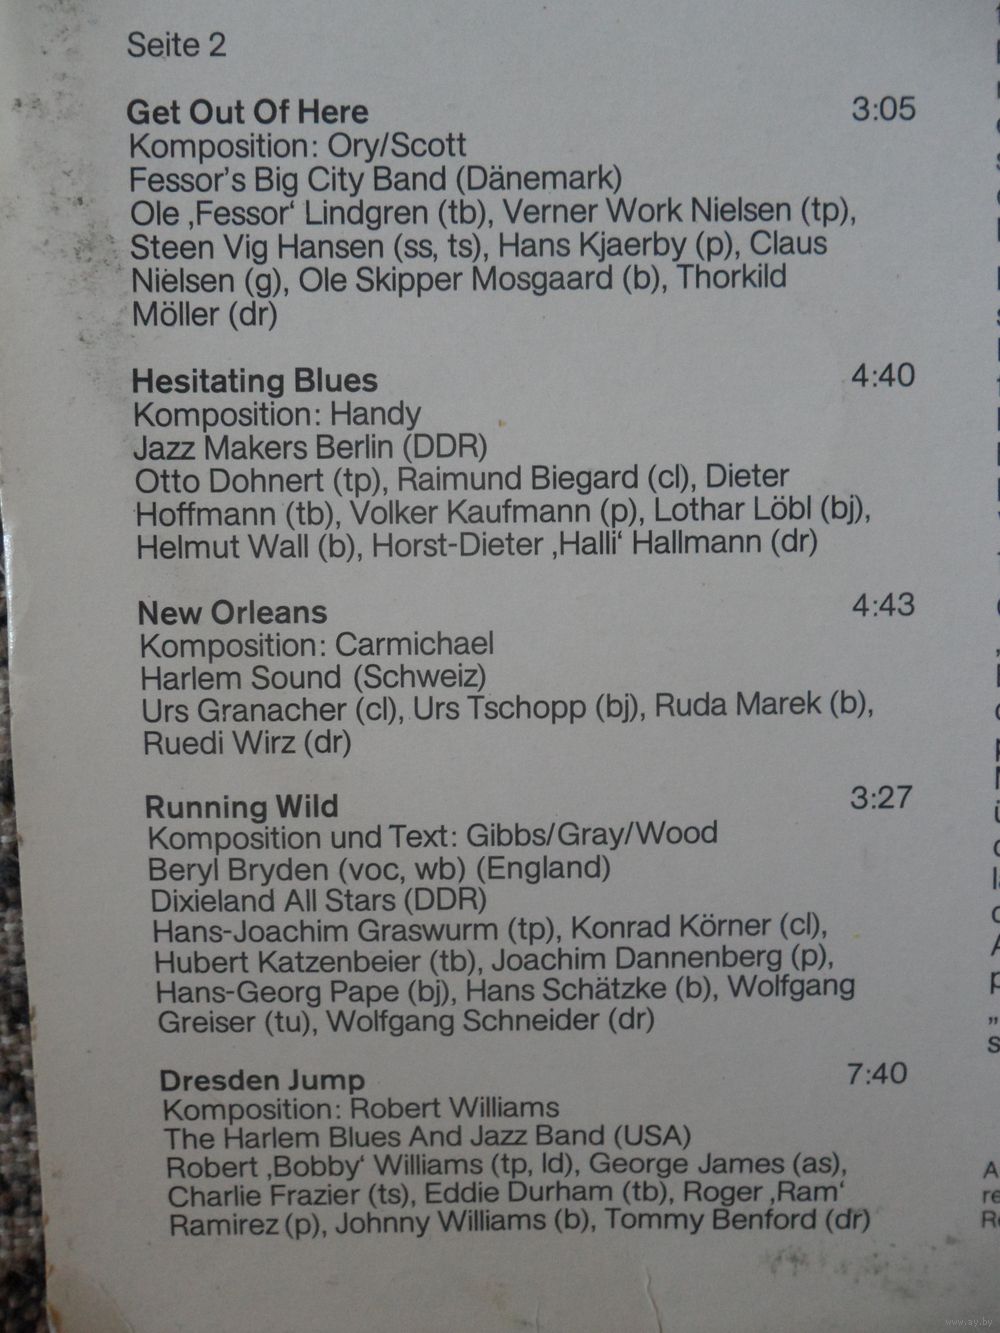 Seite 2
Get Out Of Here 3:05
Komposition: Ory/Scott
Fessor's Big City Band (Dänemark)
Ole ‚Fessor‘ Lindgren (tb), Verner Work Nielsen (tp),
Steen Vig Hansen (ss, ts), Hans Kjaerby (p), Claus
Nielsen (g), Ole Skipper Mosgaard (b), Thorkild
Möller (dr)
Hesitating Blues 4:40
Komposition: Handy
Jazz Makers Berlin (DDR)
Otto Dohnert (tp), Raimund Biegard (cl), Dieter
Hoffmann (tb), Volker Kaufmann (p), Lothar Löbl (bj),
Helmut Wall (b), Horst-Dieter ‚Halli‘ Hallmann (dr)
New Orleans 4:43
Komposition: Carmichael
Harlem Sound (Schweiz)
Urs Granacher (cl), Urs Tschopp (bj), Ruda Marek (b),
Ruedi Wirz (dr)
Running Wild 3:27
Komposition und Text: Gibbs/Gray/Wood
Beryl Bryden (voc, wb) (England)
Dixieland All Stars (DDR)
Hans-Joachim Graswurm (tp), Konrad Körner (cl),
Hubert Katzenbeier (tb), Joachim Dannenberg (p),
Hans-Georg Pape (bj), Hans Schätzke (b), Wolfgang
Greiser (tu), Wolfgang Schneider (dr)
Dresden Jump 7:40
Komposition: Robert Williams
The Harlem Blues And Jazz Band (USA)
Robert ‚Bobby‘ Williams (tp, ld), George James (as),
Charlie Frazier (ts), Eddie Durham (tb), Roger ‚Ram‘
Ramirez (p), Johnny Williams (b), Tommy Benford (dr)
www.ay.by